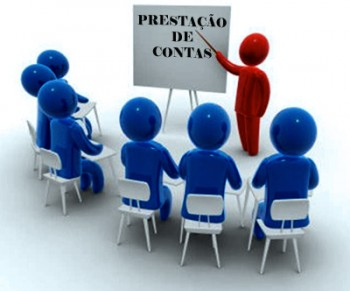 PRESTAÇÃO
DE
CONTAS